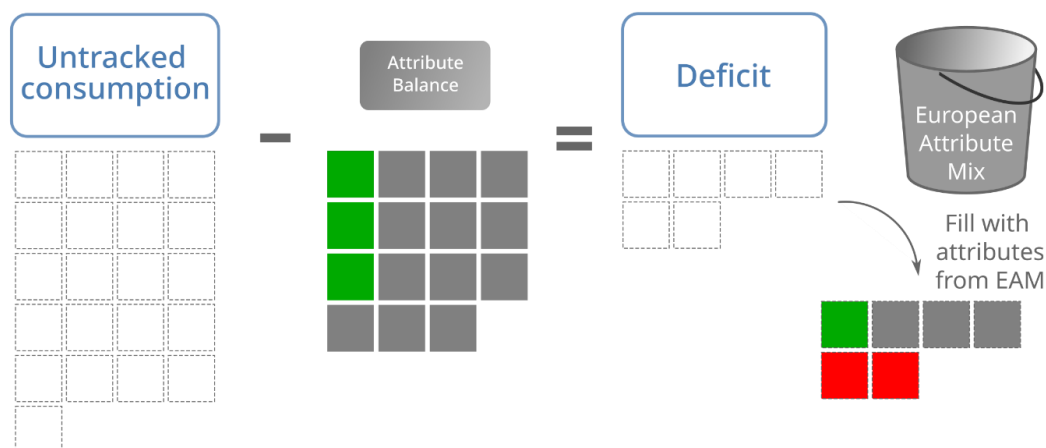 Untracked
consumption
Attribute
Balance
Deficit
European
Attribute
Mix
Fill with
attributes
from EAM